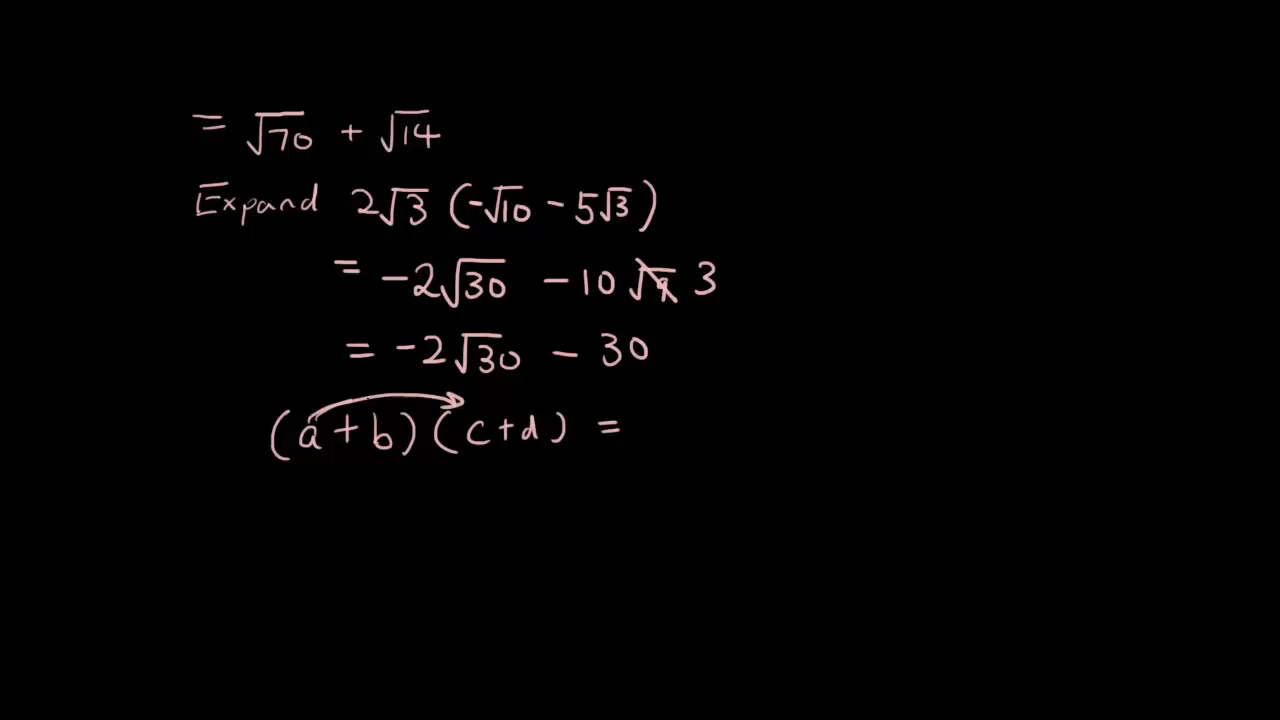 = √70 + √14
Expand 2√3 (-√10 - 5√3)
= -2√30 - 10 √9 3
= -2√30 - 30
(a+b)(c+d) =